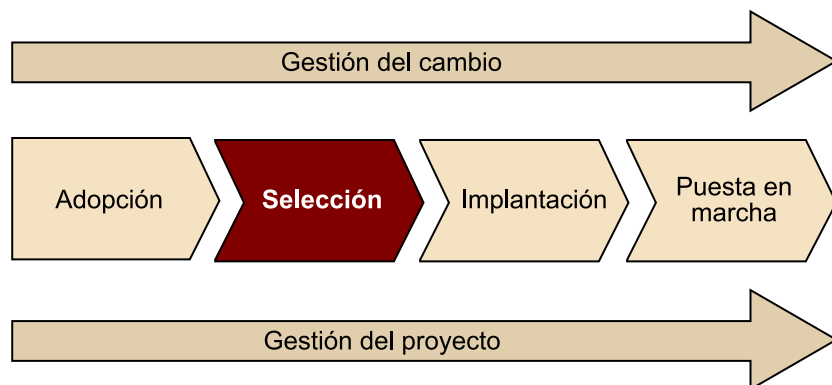 Gestión del cambio
Adopción
Selección
Implantación
Puesta en
marcha
Gestión del proyecto